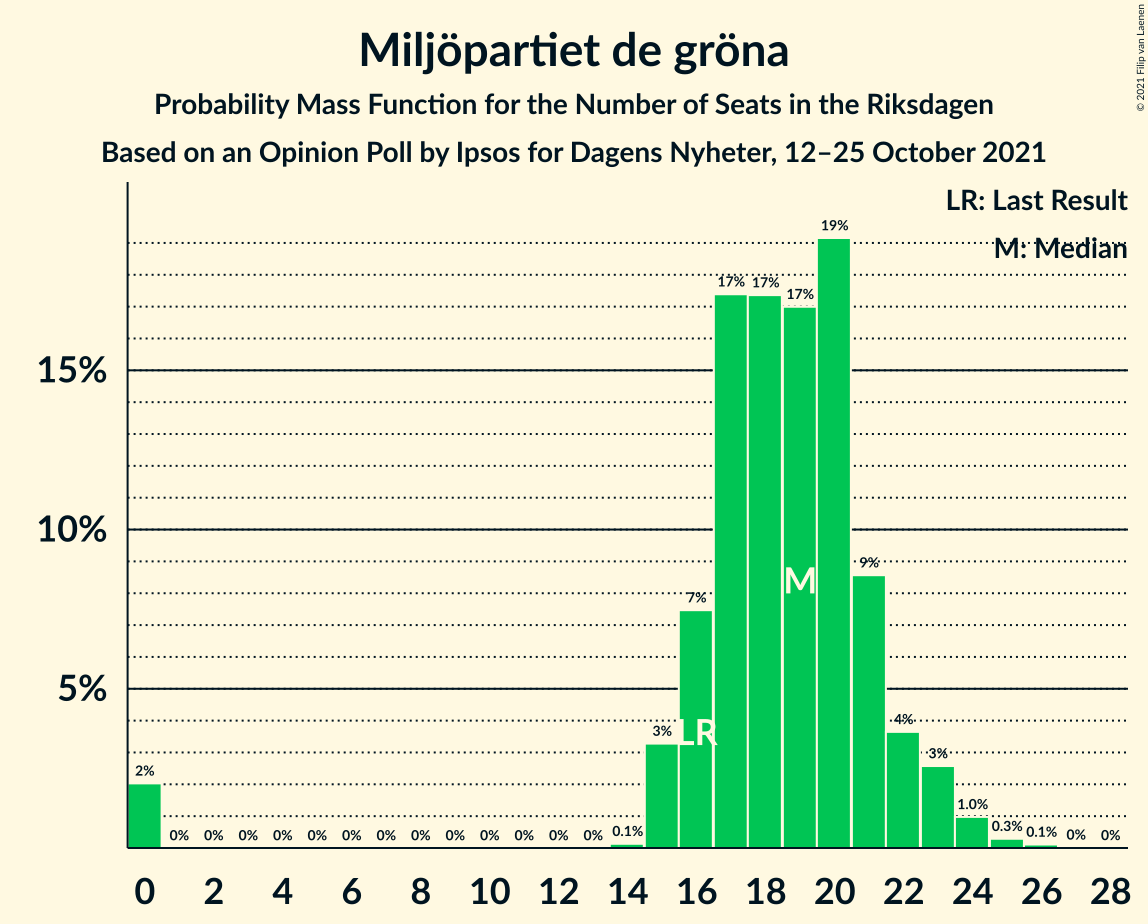 Miljöpartiet de gröna
Probability Mass Function for the Number of Seats in the Riksdagen
Based on an Opinion Poll by Ipsos for Dagens Nyheter, 12–25 October 2021
© 2021 Filip van Laenen
LR: Last Result
M: Median
15%
10%
5%
2% 0% 0% 0% 0% 0% 0% 0% 0% 0% 0% 0% 0% 0% 0.1% 3% 7% 17% 17% 17% 19% 9% 4% 3% 1.0% 0.3% 0.1% 0% 0%
LR
M
0 2 4 6 8 10 12 14 16 18 20 22 24 26 28